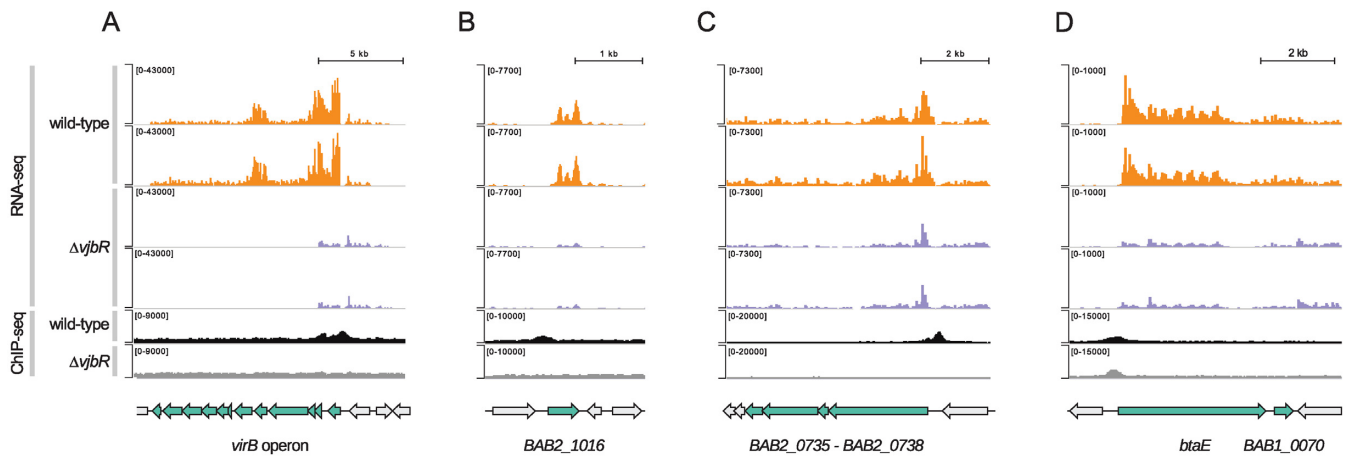 A
B
C
D
5 kb
1 kb
2 kb
2 kb
RNA-seq
wild-type
[0-43000]
[0-7700]
[0-7300]
[0-1000]
[0-43000]
[0-7700]
[0-7300]
[0-1000]
ΔvjbR
[0-43000]
[0-7700]
[0-7300]
[0-1000]
[0-43000]
[0-7700]
[0-7300]
[0-1000]
ChIP-seq
wild-type
[0-9000]
[0-10000]
[0-20000]
[0-15000]
ΔvjbR
[0-9000]
[0-10000]
[0-20000]
[0-15000]
virB operon
BAB2_1016
BAB2_0735 - BAB2_0738
btaE
BAB1_0070